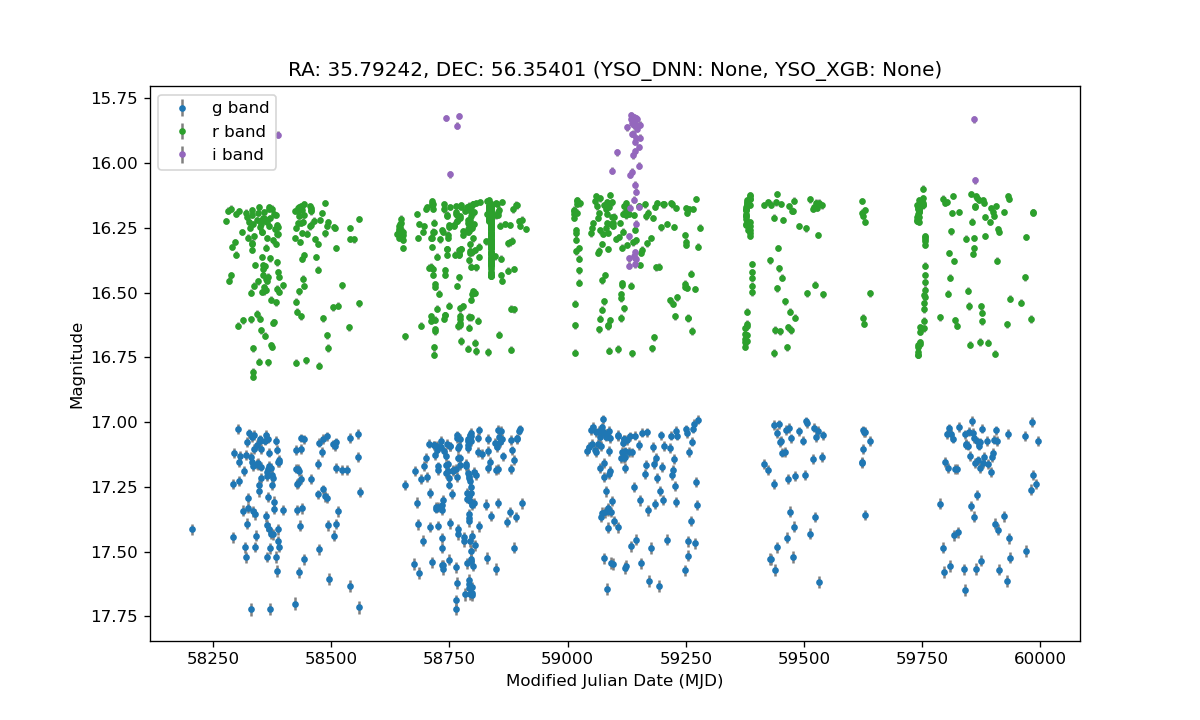 RA: 35.79242, DEC: 56.35401 (YSO_DNN: None, YSO_XGB: None)
g band
r band
i band
15.75
16.00
16.25
16.50
16.75
17.00
17.25
17.50
17.75
Magnitude
58250 58500 58750 59000 59250 59500 59750 60000
Modified Julian Date (MJD)